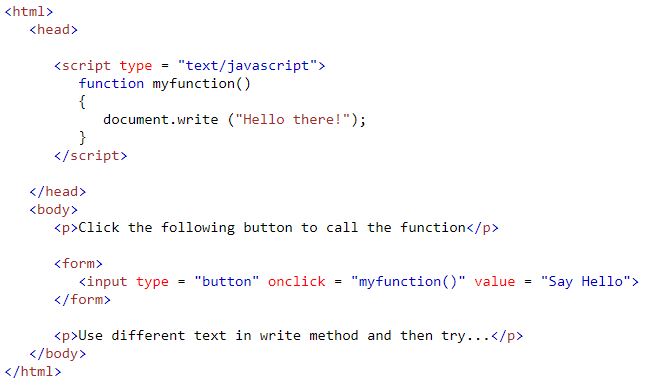 <html>
<head>
<script type = "text/javascript">
function myfunction()
{
document.write ("Hello there!");
}
</script>
</head>
<body>
<p>Click the following button to call the function</p>
<form>
<input type = "button" onclick = "myfunction()" value = "Say Hello">
</form>
<p>Use different text in write method and then try...</p>
</body>
</html>